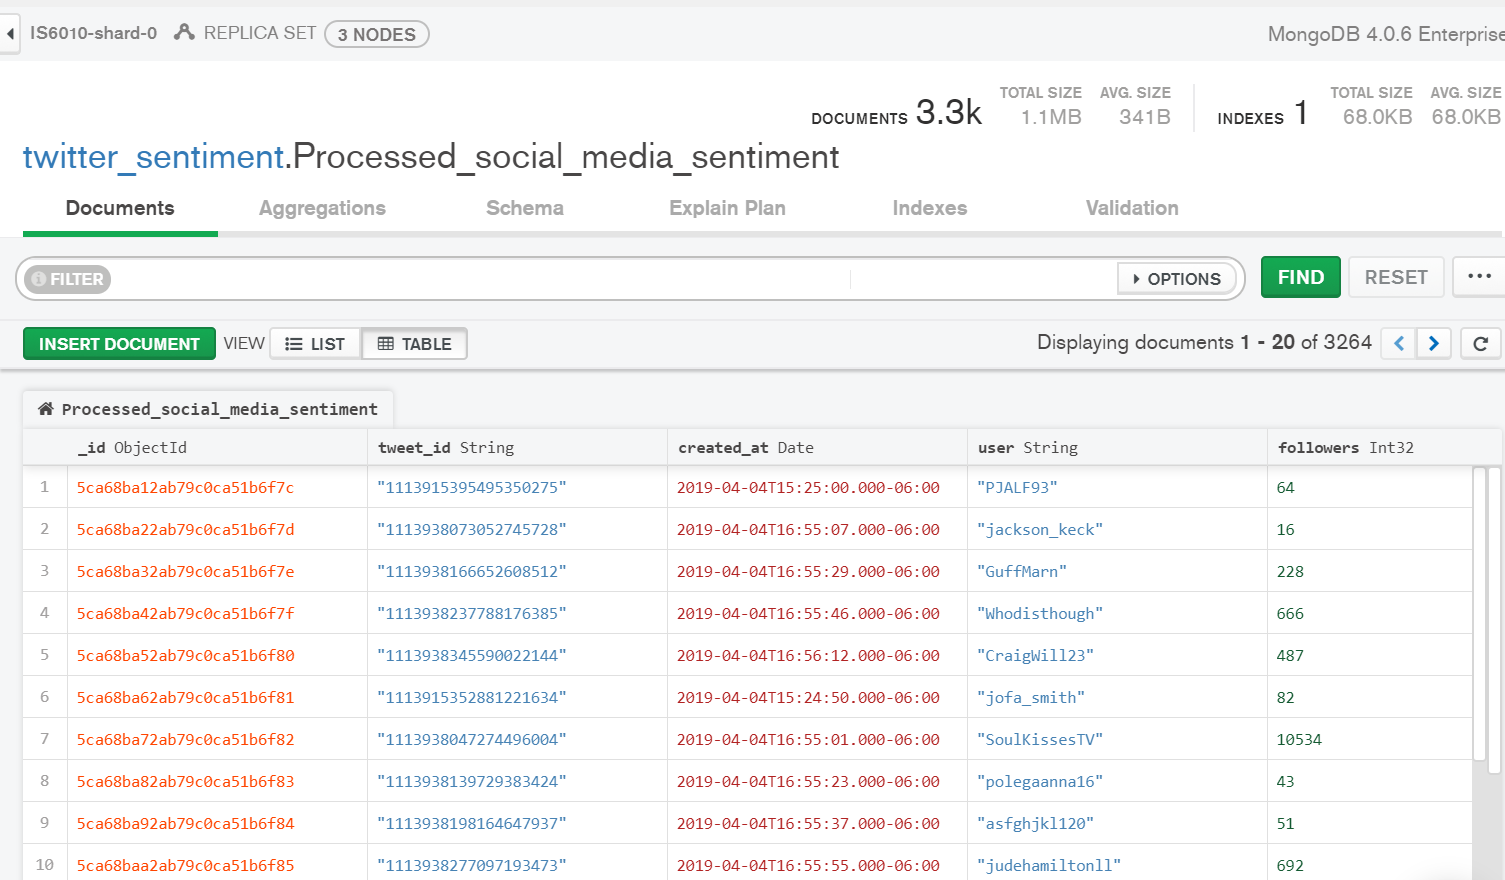 IS6010-shard-0 REPLICA SET 3 NODES MongoDB 4.0.6 Enterprise
DOCUMENTS 3.3k TOTAL SIZE 1.1MB AVG. SIZE 341B INDEXES 1 TOTAL SIZE 68.0KB AVG. SIZE 68.0KB
twitter_sentiment.Processed_social_media_sentiment
Documents Aggregations Schema Explain Plan Indexes Validation
FILTER OPTIONS FIND RESET ...
INSERT DOCUMENT VIEW LIST TABLE Displaying documents 1 - 20 of 3264
Processed_social_media_sentiment
_id ObjectId tweet_id String created_at Date user String followers Int32
1 5ca68ba12ab79c0ca51b6f7c "1113915395495350275" 2019-04-04T15:25:00.000-06:00 "PJALF93" 64
2 5ca68ba22ab79c0ca51b6f7d "1113938073052745728" 2019-04-04T16:55:07.000-06:00 "jackson_keck" 16
3 5ca68ba32ab79c0ca51b6f7e "1113938166652608512" 2019-04-04T16:55:29.000-06:00 "GuffMarn" 228
4 5ca68ba42ab79c0ca51b6f7f "1113938237788176385" 2019-04-04T16:55:46.000-06:00 "Whodisthough" 666
5 5ca68ba52ab79c0ca51b6f80 "1113938345590022144" 2019-04-04T16:56:12.000-06:00 "CraigWill23" 487
6 5ca68ba62ab79c0ca51b6f81 "1113915352881221634" 2019-04-04T15:24:50.000-06:00 "jofa_smith" 82
7 5ca68ba72ab79c0ca51b6f82 "1113938047274496004" 2019-04-04T16:55:01.000-06:00 "SoulKissesTV" 10534
8 5ca68ba82ab79c0ca51b6f83 "1113938139729383424" 2019-04-04T16:55:23.000-06:00 "polegaanna16" 43
9 5ca68ba92ab79c0ca51b6f84 "1113938198164647937" 2019-04-04T16:55:37.000-06:00 "asfghjkl120" 51
10 5ca68baa2ab79c0ca51b6f85 "1113938277097193473" 2019-04-04T16:55:55.000-06:00 "judehamiltonll" 692